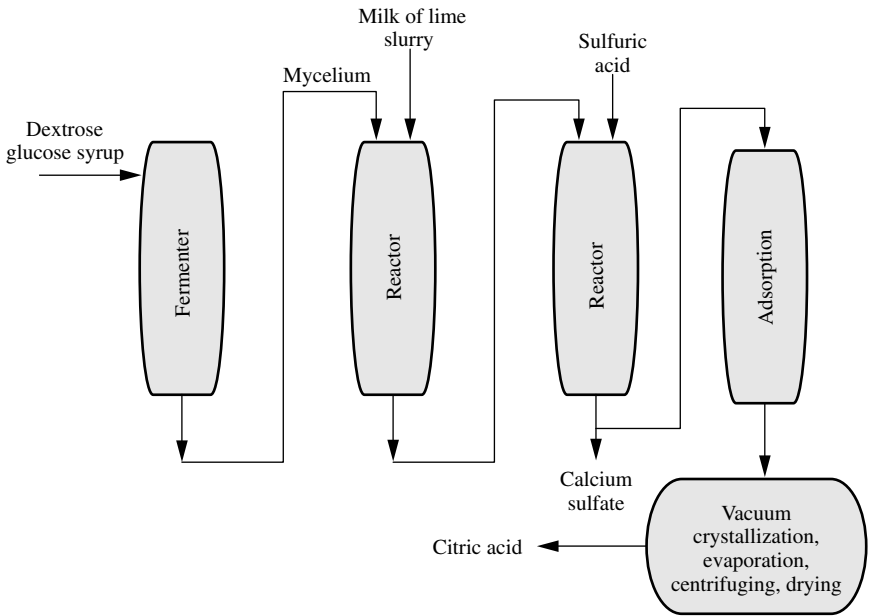 Milk of lime
slurry
Sulfuric
acid
Mycelium
Dextrose
glucose syrup
Fermenter
Reactor
Reactor
Adsorption
Calcium
sulfate
Vacuum
crystallization,
evaporation,
centrifuging, drying
Citric acid